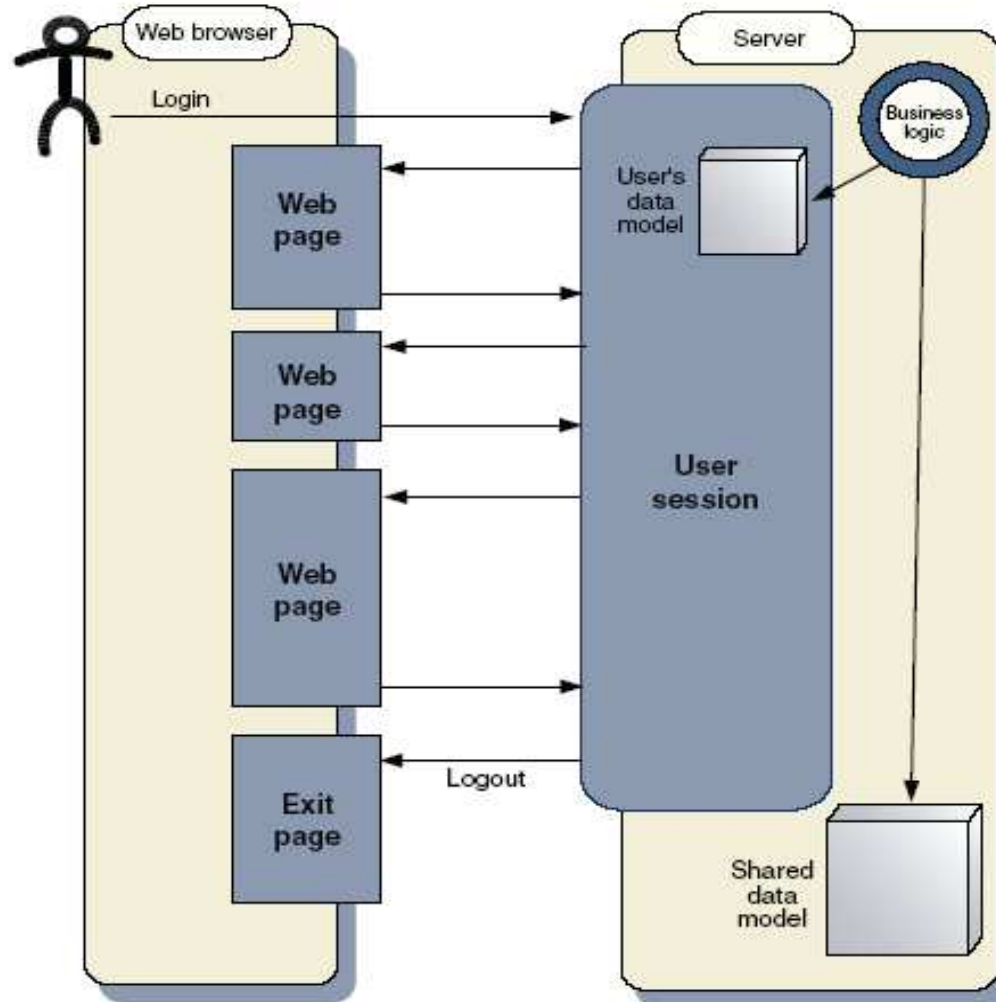 Web browser
Server
Login
Business
logic
User's
data
model
Web
page
Web
page
User
session
Web
page
Logout
Exit
page
Shared
data
model